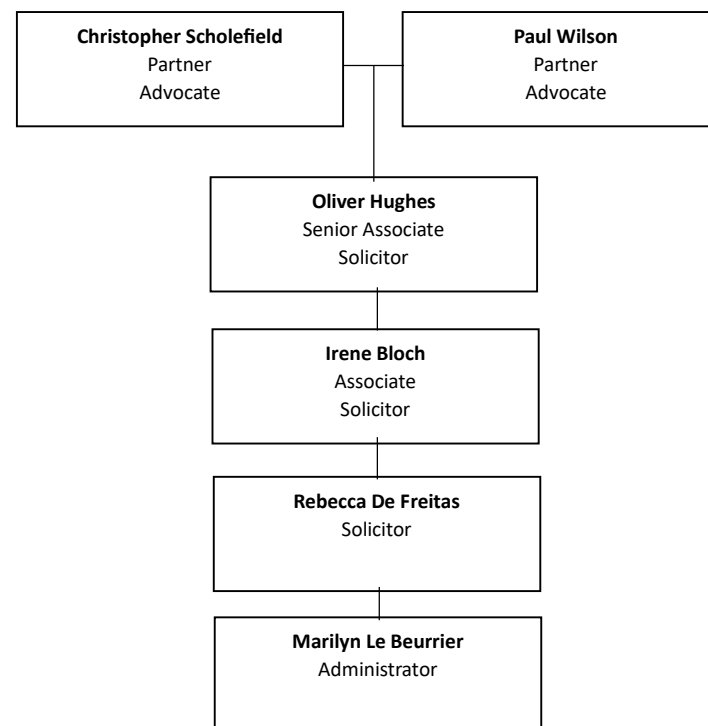 Christopher Scholefield
Partner
Advocate
Paul Wilson
Partner
Advocate
Oliver Hughes
Senior Associate
Solicitor
Irene Bloch
Associate
Solicitor
Rebecca De Freitas
Solicitor
Marilyn Le Beurrier
Administrator